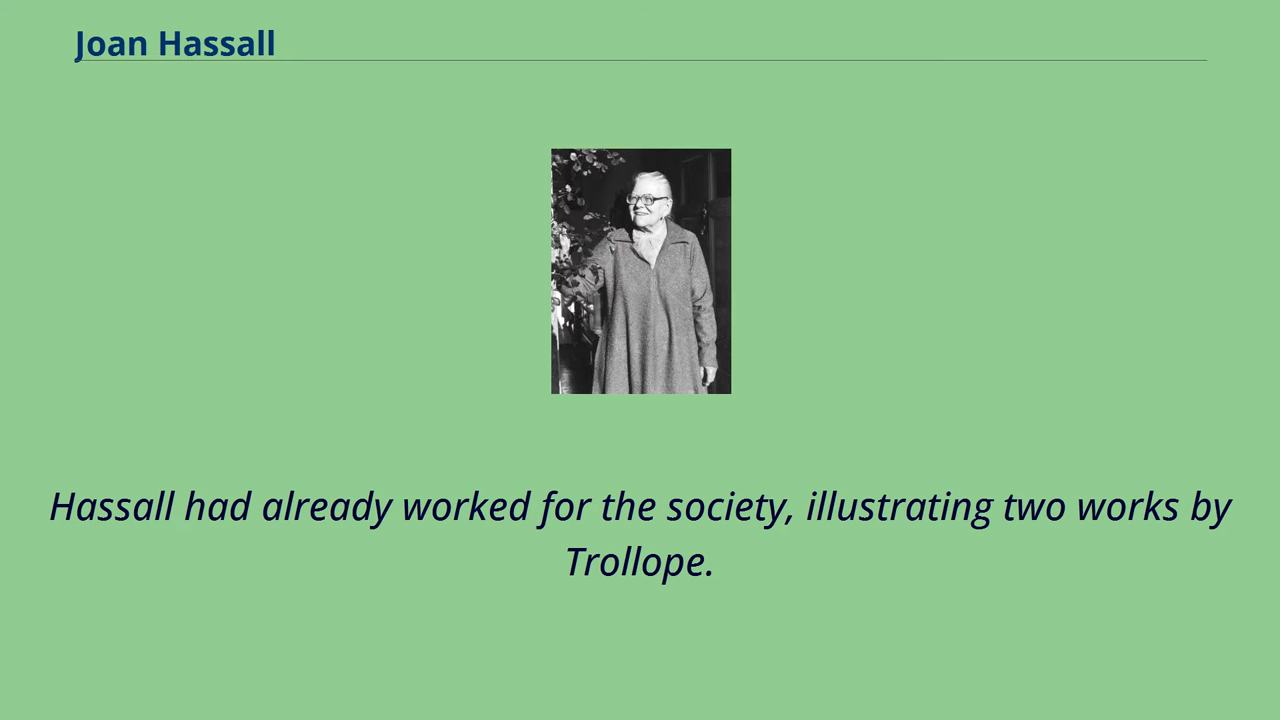 Joan Hassall
Hassall had already worked for the society, illustrating two works by
Trollope.